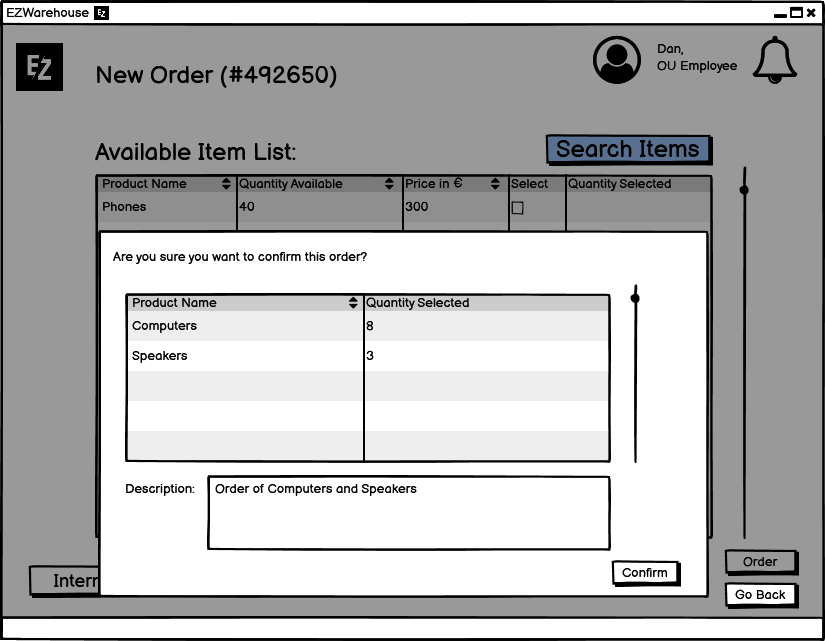 EZWarehouse EZ
EZ
New Order (#492650)
Dan,
OU Employee
Available Item List:
Search Items
Product Name Quantity Available Price in € Select Quantity Selected
Phones 40 300
Are you sure you want to confirm this order?
Product Name Quantity Selected
Computers 8
Speakers 3
Description: Order of Computers and Speakers
Confirm
Order
Go Back